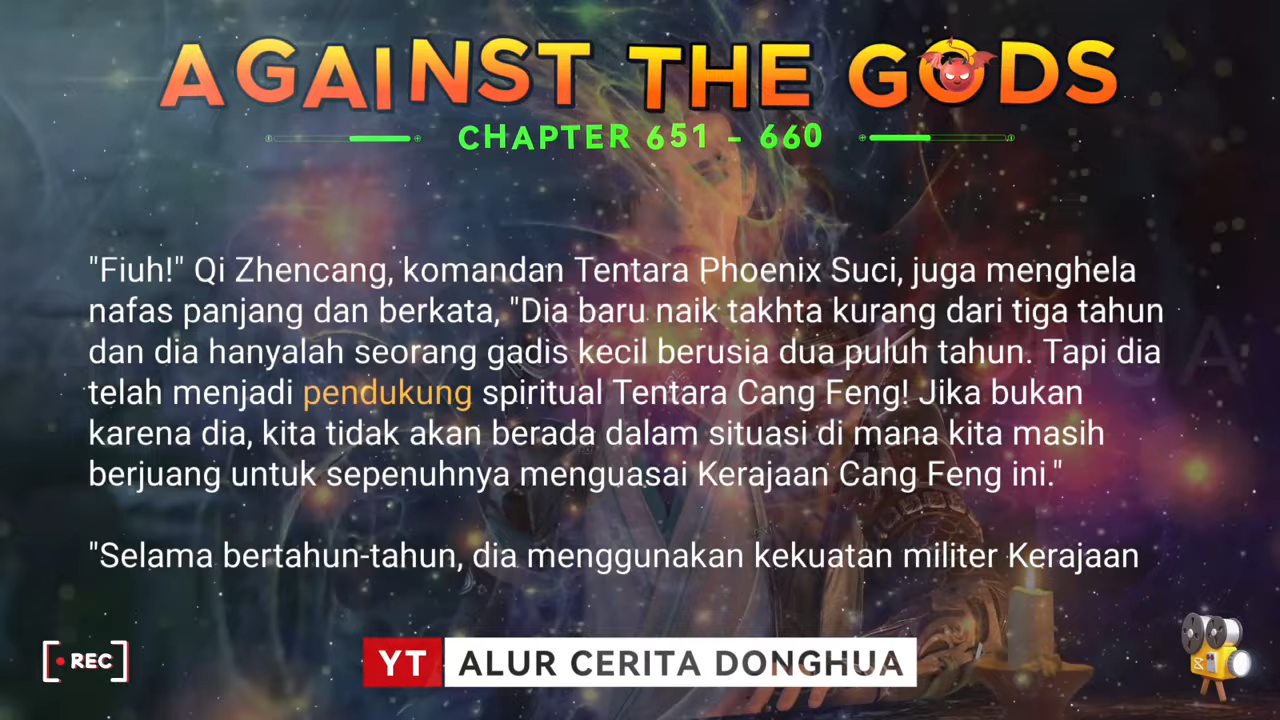 AGAINST THE GODS
CHAPTER 651 - 660
"Fiuh!" Qi Zhencang, komandan Tentara Phoenix Suci, juga menghela
nafas panjang dan berkata, "Dia baru naik takhta kurang dari tiga tahun
dan dia hanyalah seorang gadis kecil berusia dua puluh tahun. Tapi dia
telah menjadi pendukung spiritual Tentara Cang Feng! Jika bukan
karena dia, kita tidak akan berada dalam situasi di mana kita masih
berjuang untuk sepenuhnya menguasai Kerajaan Cang Feng ini."
"Selama bertahun-tahun, dia menggunakan kekuatan militer Kerajaan
REC
YT ALUR CERITA DONGHUA